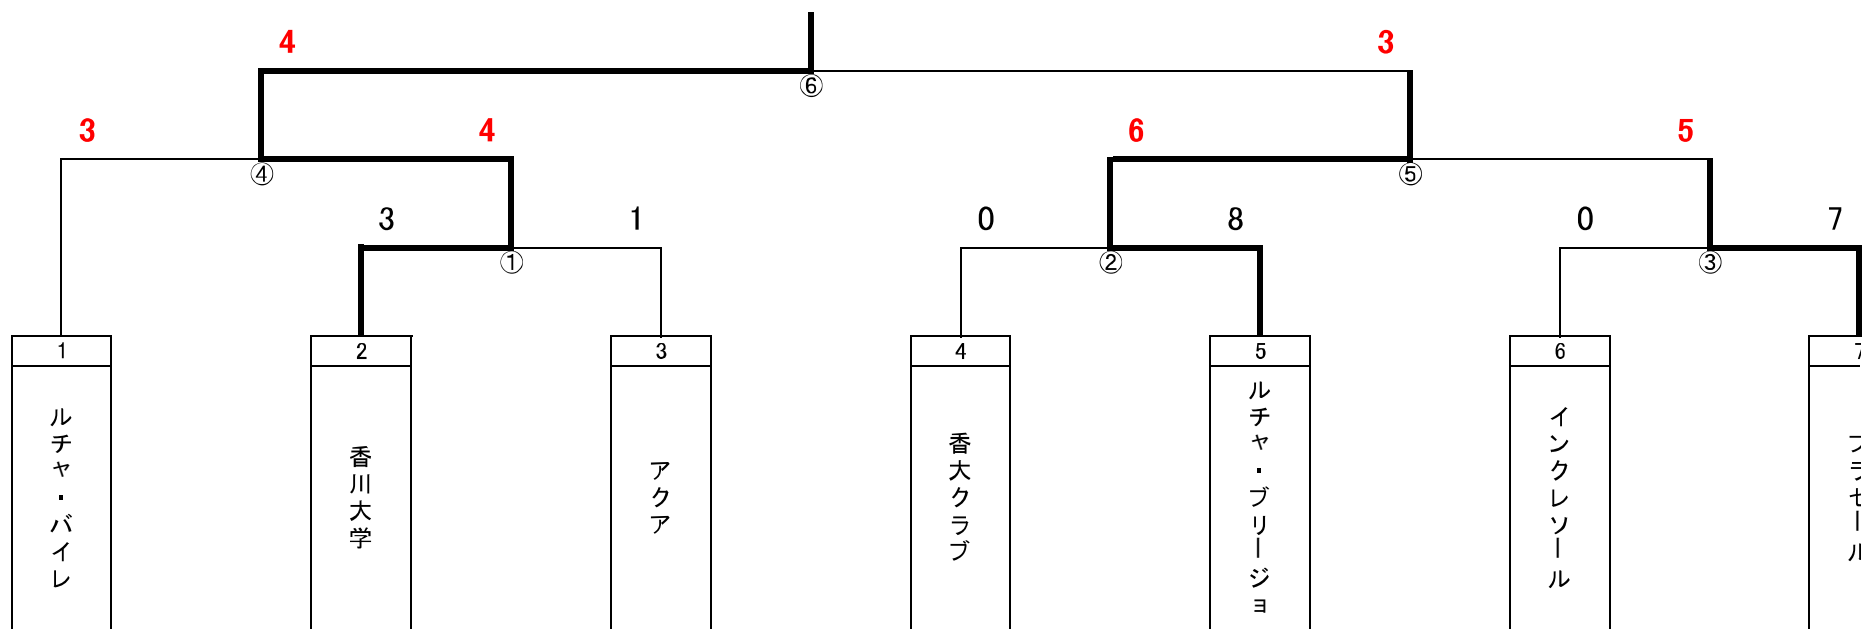 4 3
⑥
3 4 6 5
④ ⑤
3 1 0 8 0 7
① ② ③
1 2 3 4 5 6 7
ルチャ・バイレ
香川大学
アクア
香大クラブ
ルチャ・ブリージョ
インクレソール